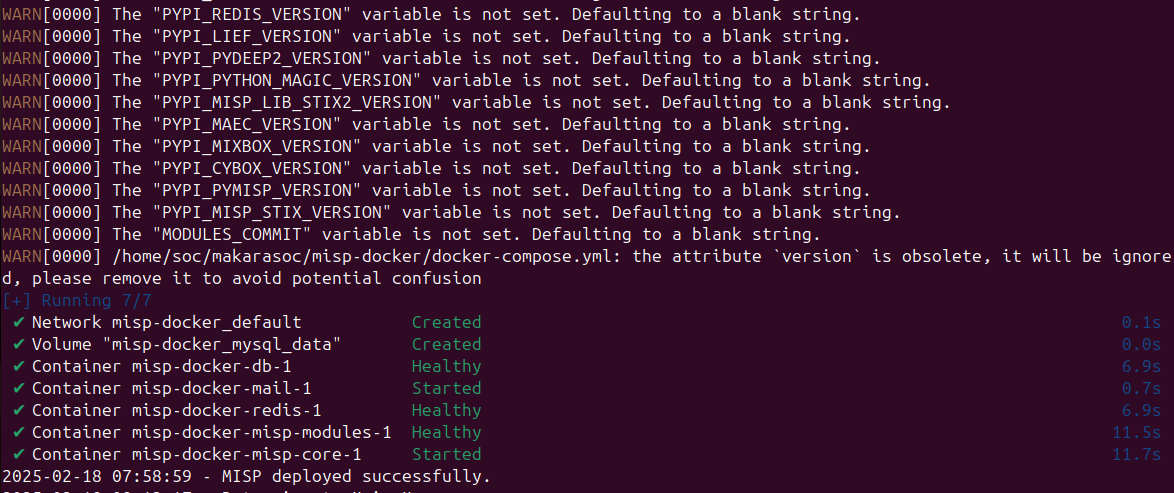 WARN[0000] The "PYPI_REDIS_VERSION" variable is not set. Defaulting to a blank string.
WARN[0000] The "PYPI_LIEF_VERSION" variable is not set. Defaulting to a blank string.
WARN[0000] The "PYPI_PYDEEP2_VERSION" variable is not set. Defaulting to a blank string.
WARN[0000] The "PYPI_PYTHON_MAGIC_VERSION" variable is not set. Defaulting to a blank string.
WARN[0000] The "PYPI_MISP_LIB_STIX2_VERSION" variable is not set. Defaulting to a blank string.
WARN[0000] The "PYPI_MAEC_VERSION" variable is not set. Defaulting to a blank string.
WARN[0000] The "PYPI_MIXBOX_VERSION" variable is not set. Defaulting to a blank string.
WARN[0000] The "PYPI_CYBOX_VERSION" variable is not set. Defaulting to a blank string.
WARN[0000] The "PYPI_PYMISP_VERSION" variable is not set. Defaulting to a blank string.
WARN[0000] The "PYPI_MISP_STIX_VERSION" variable is not set. Defaulting to a blank string.
WARN[0000] The "MODULES_COMMIT" variable is not set. Defaulting to a blank string.
WARN[0000] /home/soc/makarasoc/misp-docker/docker-compose.yml: the attribute `version` is obsolete, it will be ignore
d, please remove it to avoid potential confusion
[+] Running 7/7
✔ Network misp-docker_default Created 0.1s
✔ Volume "misp-docker_mysql_data" Created 0.0s
✔ Container misp-docker-db-1 Healthy 6.9s
✔ Container misp-docker-mail-1 Started 0.7s
✔ Container misp-docker-redis-1 Healthy 6.9s
✔ Container misp-docker-misp-modules-1 Healthy 11.5s
✔ Container misp-docker-misp-core-1 Started 11.7s
2025-02-18 07:58:59 - MISP deployed successfully.